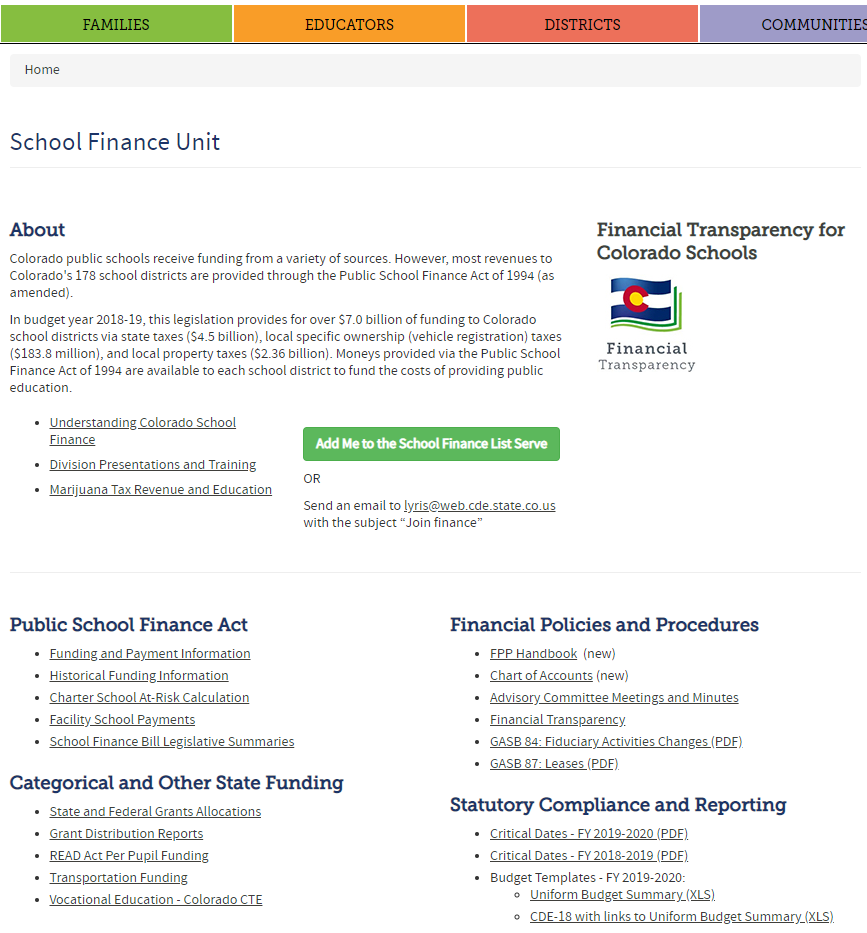 FAMILIES EDUCATORS DISTRICTS COMMUNITIES
Home
School Finance Unit
About
Colorado public schools receive funding from a variety of sources. However, most revenues to
Colorado's 178 school districts are provided through the Public School Finance Act of 1994 (as
amended).
In budget year 2018-19, this legislation provides for over $7.0 billion of funding to Colorado
school districts via state taxes ($4.5 billion), local specific ownership (vehicle registration) taxes
($183.8 million), and local property taxes ($2.36 billion). Moneys provided via the Public School
Finance Act of 1994 are available to each school district to fund the costs of providing public
education.
• Understanding Colorado School
Finance
• Division Presentations and Training
• Marijuana Tax Revenue and Education
Add Me to the School Finance List Serve
OR
Send an email to lyris@web.cde.state.co.us
with the subject “Join finance”
Financial Transparency for
Colorado Schools
Financial
Transparency
Public School Finance Act
• Funding and Payment Information
• Historical Funding Information
• Charter School At-Risk Calculation
• Facility School Payments
• School Finance Bill Legislative Summaries
Categorical and Other State Funding
• State and Federal Grants Allocations
• Grant Distribution Reports
• READ Act Per Pupil Funding
• Transportation Funding
• Vocational Education - Colorado CTE
Financial Policies and Procedures
• FPP Handbook (new)
• Chart of Accounts (new)
• Advisory Committee Meetings and Minutes
• Financial Transparency
• GASB 84: Fiduciary Activities Changes (PDF)
• GASB 87: Leases (PDF)
Statutory Compliance and Reporting
• Critical Dates - FY 2019-2020 (PDF)
• Critical Dates - FY 2018-2019 (PDF)
• Budget Templates - FY 2019-2020:
◦ Uniform Budget Summary (XLS)
◦ CDE-18 with links to Uniform Budget Summary (XLS)